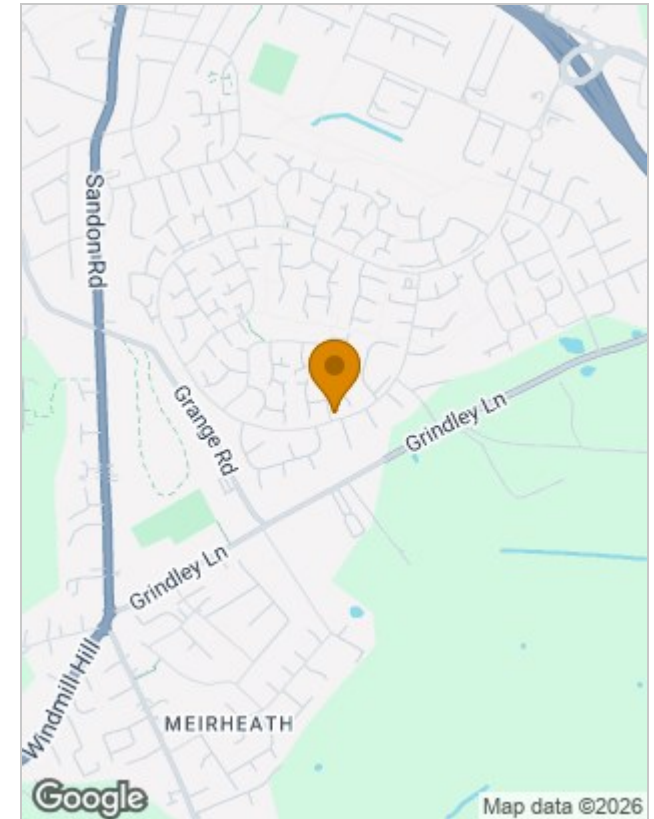 Sandon Rd
Grange Rd
Grindley Ln
Grindley Ln
Windmill Hill
MEIRHEATH
Google
Map data ©2026